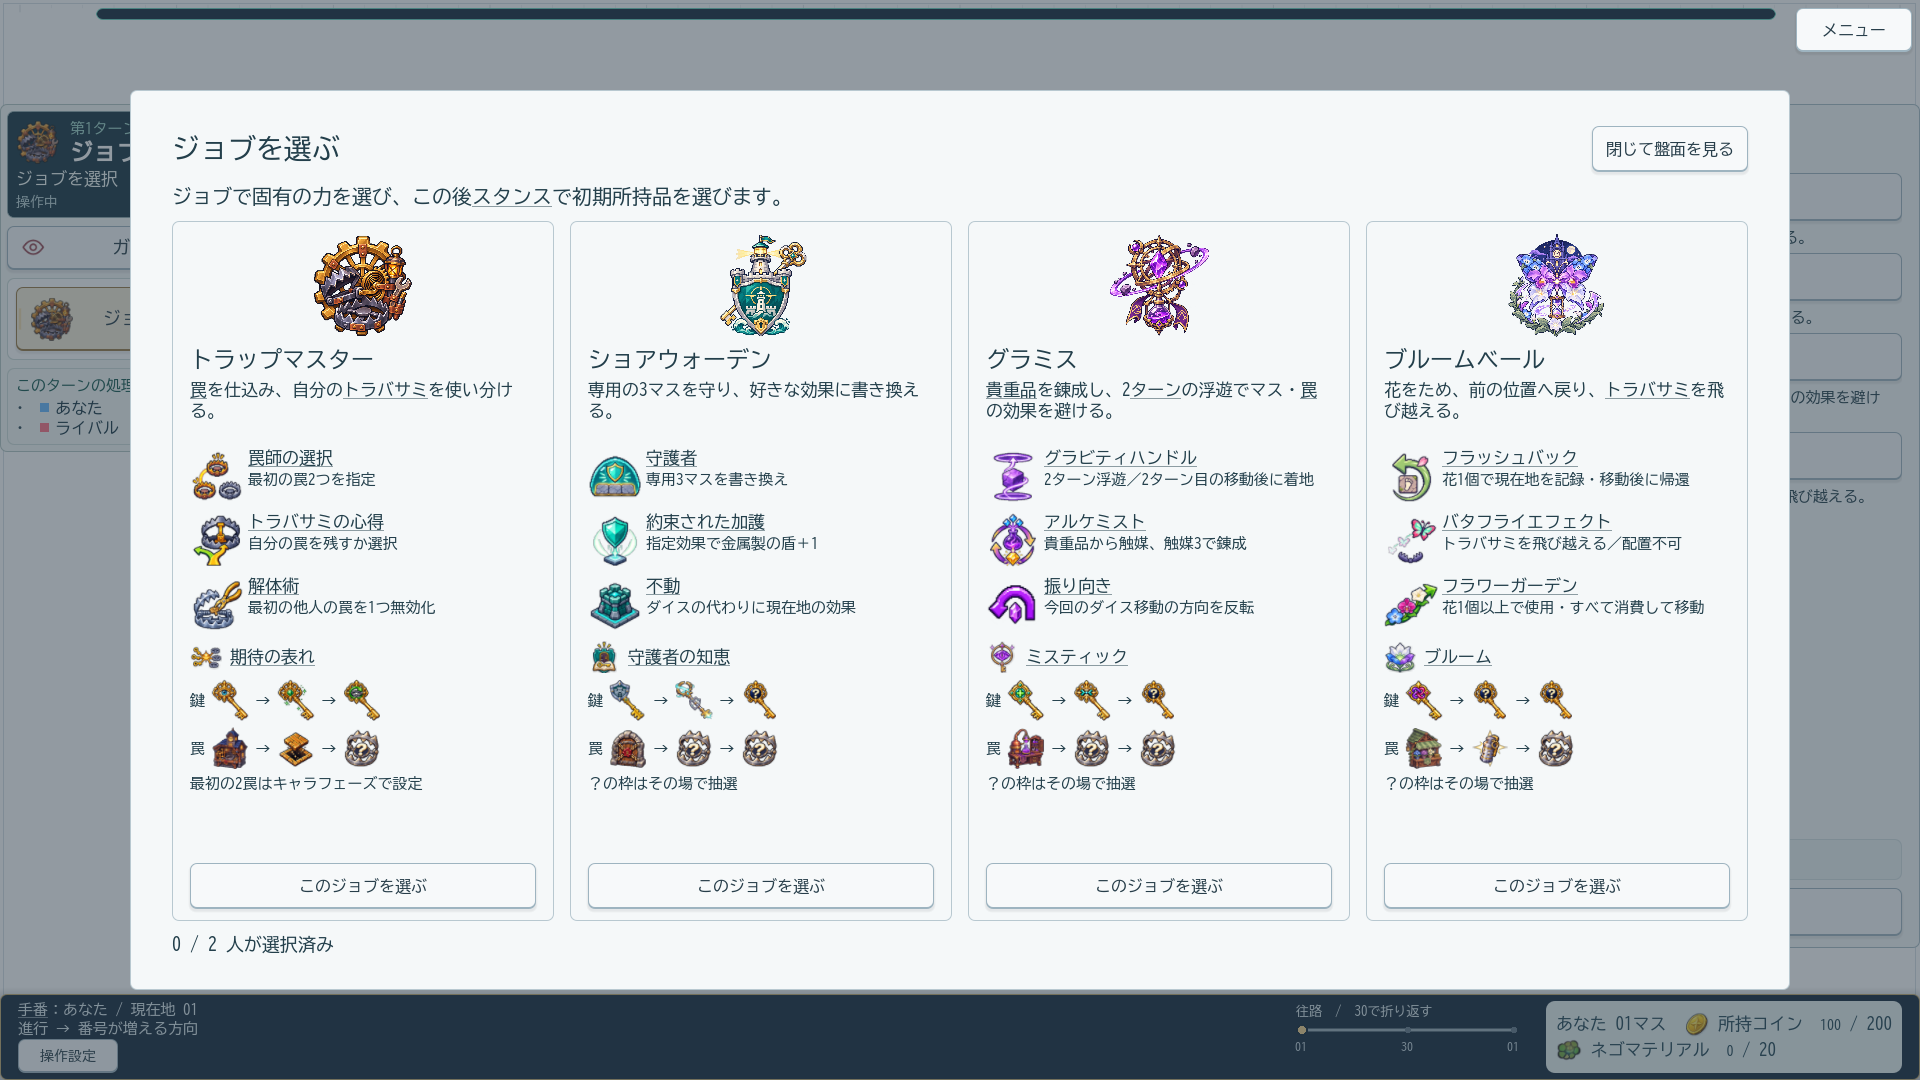 メニュー
第1ターン
ジョブ
ジョブを選択
操作中
ガ
ジョ
このターンの処理
・ あなた
・ ライバル
ジョブを選ぶ
閉じて盤面を見る
ジョブで固有の力を選び、この後スタンスで初期所持品を選びます。
トラップマスター
罠を仕込み、自分のトラバサミを使い分け
る。
罠師の選択
最初の罠2つを指定
トラバサミの心得
自分の罠を残すか選択
解体術
最初の他人の罠を1つ無効化
期待の表れ
鍵 → →
罠 → →
最初の2罠はキャラフェーズで設定
このジョブを選ぶ
ショアウォーデン
専用の3マスを守り、好きな効果に書き換え
る。
守護者
専用3マスを書き換え
約束された加護
指定効果で金属製の盾＋1
不動
ダイスの代わりに現在地の効果
守護者の知恵
鍵 → →
罠 → →
？の枠はその場で抽選
このジョブを選ぶ
グラミス
貴重品を錬成し、2ターンの浮遊でマス・罠
の効果を避ける。
グラビティハンドル
2ターン浮遊／2ターン目の移動後に着地
アルケミスト
貴重品から触媒、触媒3で錬成
振り向き
今回のダイス移動の方向を反転
ミスティック
鍵 → →
罠 → →
？の枠はその場で抽選
このジョブを選ぶ
ブルームベール
花をため、前の位置へ戻り、トラバサミを飛
び越える。
フラッシュバック
花1個で現在地を記録・移動後に帰還
バタフライエフェクト
トラバサミを飛び越える／配置不可
フラワーガーデン
花1個以上で使用・すべて消費して移動
ブルーム
鍵 → →
罠 → →
？の枠はその場で抽選
このジョブを選ぶ
る。
る。
の効果を避け
飛び越える。
0 / 2 人が選択済み
手番：あなた / 現在地 01
進行 → 番号が増える方向
操作設定
往路 / 30で折り返す
01 30 01
あなた 01マス 所持コイン 100 / 200
ネゴマテリアル 0 / 20